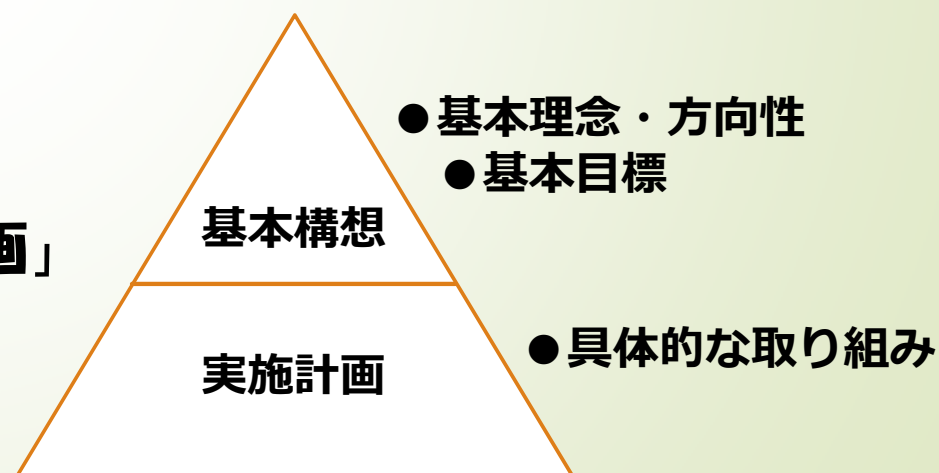 ●基本理念・方向性
●基本目標
基本構想
画」
●具体的な取り組み
実施計画